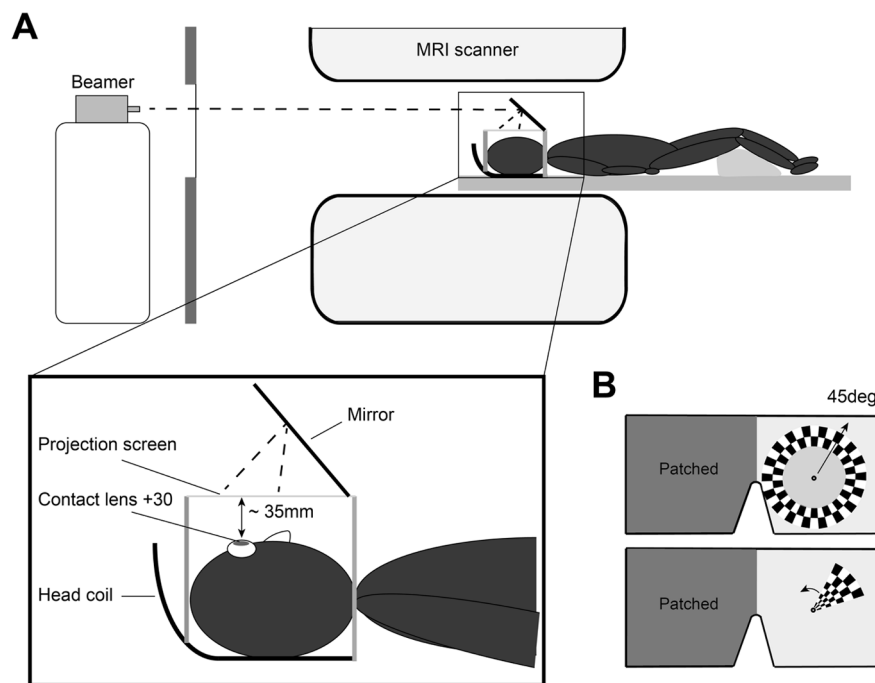 A
MRI scanner
Beamer
Mirror
Projection screen
Contact lens +30
~ 35mm
Head coil
B
45deg
Patched
Patched